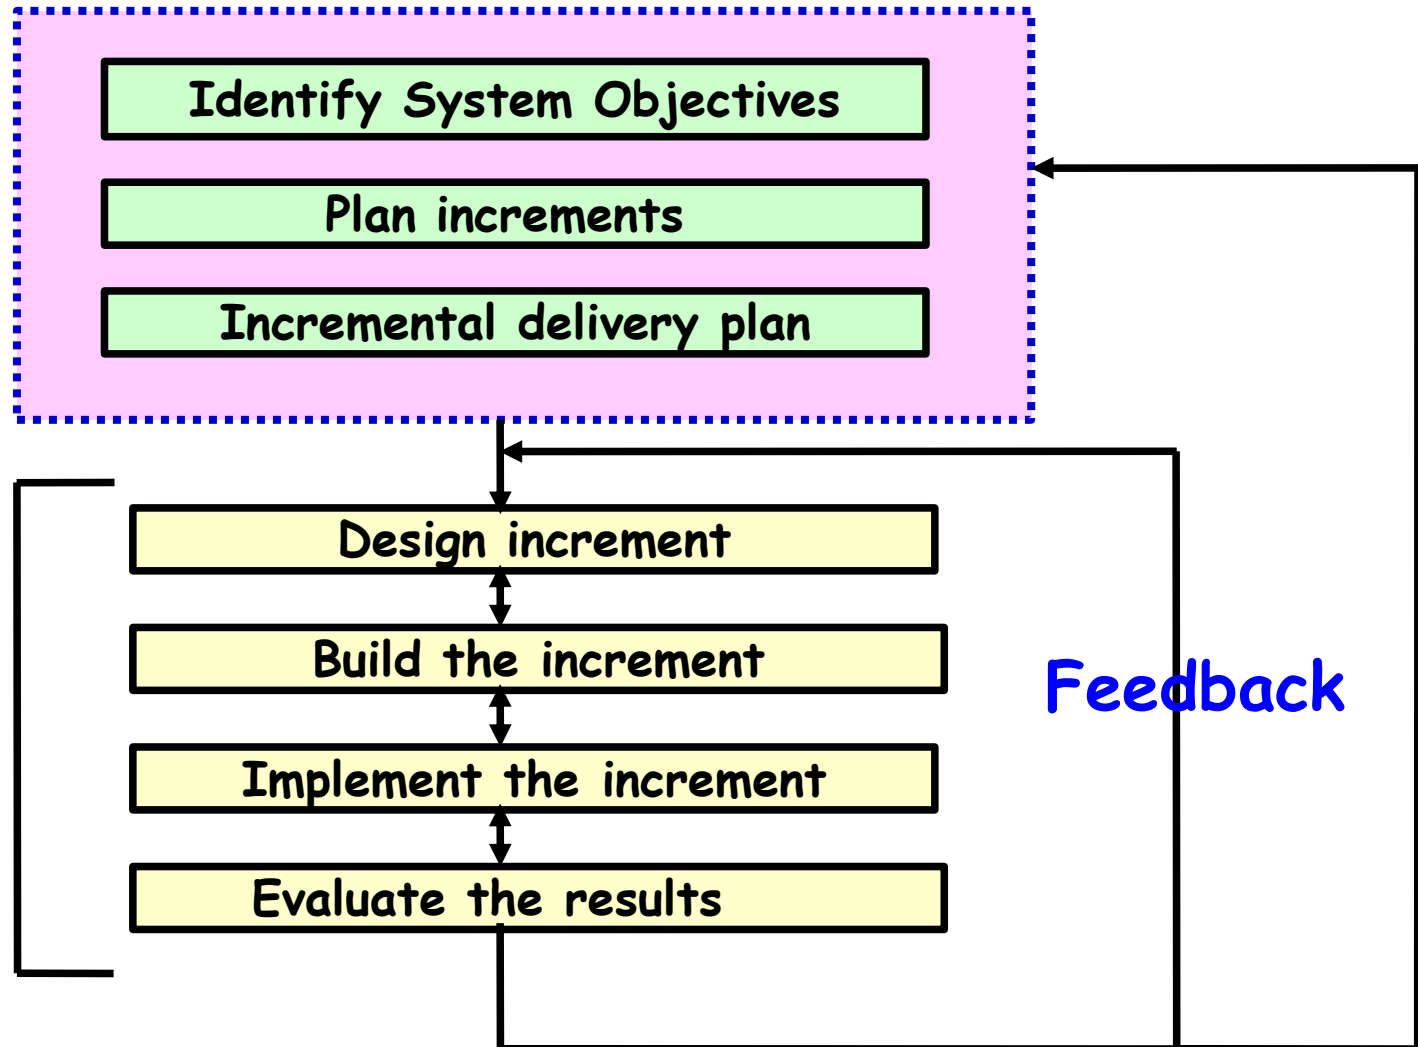 Identify System Objectives
Plan increments
Incremental delivery plan
Design increment
Build the increment
Feedback
Implement the increment
Evaluate the results